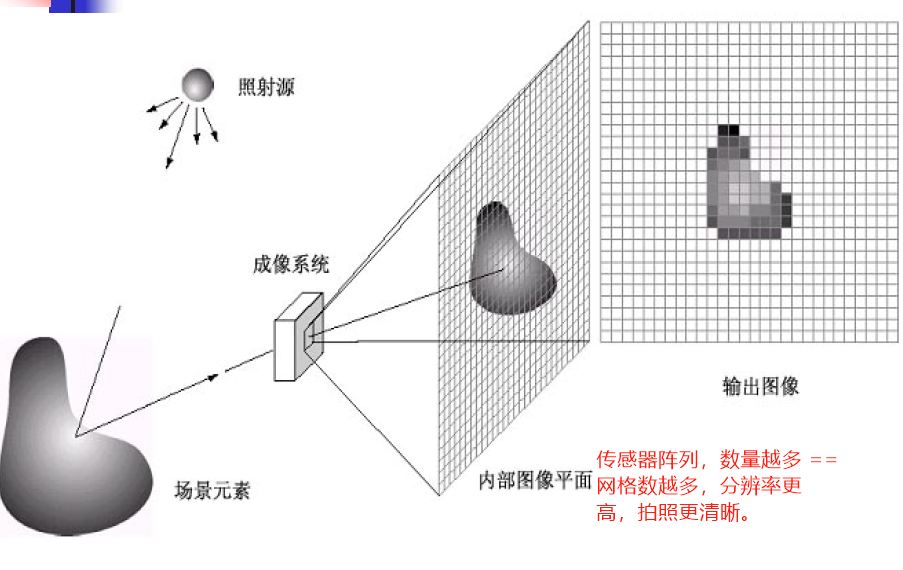 照射源
成像系统
场景元素
内部图像平面
输出图像
传感器阵列，数量越多 ==
网格数越多，分辨率更
高，拍照更清晰。